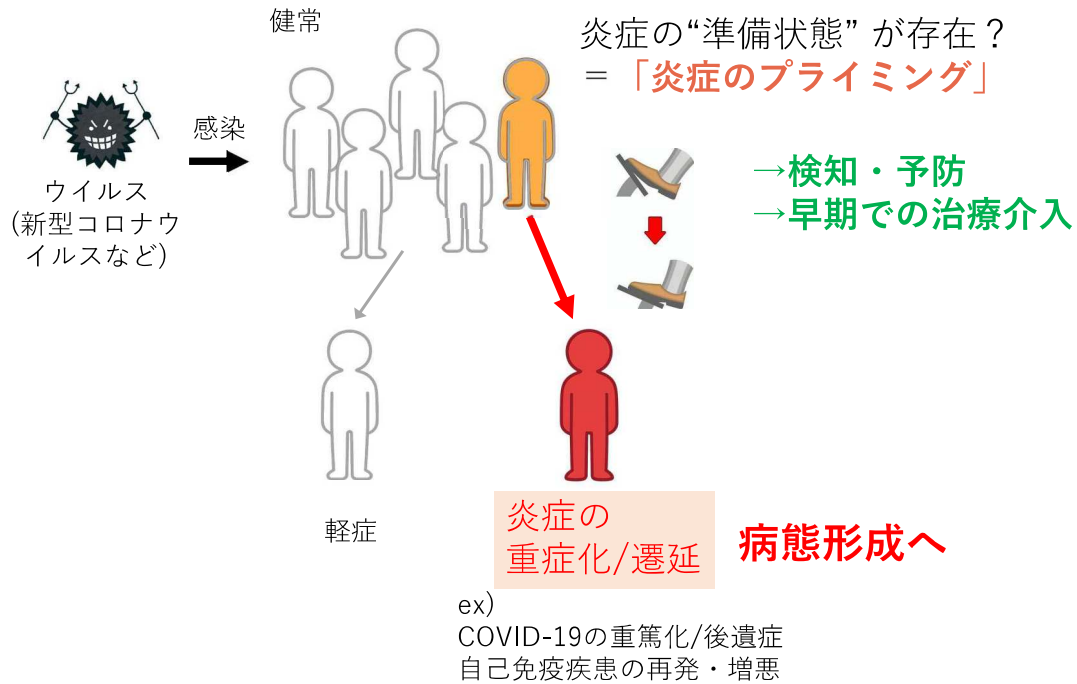 健常
炎症の“準備状態” が存在？
＝「炎症のプライミング」
感染
ウイルス
(新型コロナウ
イルスなど)
→検知・予防
→早期での治療介入
軽症
炎症の
重症化/遷延
病態形成へ
ex)
COVID-19の重篤化/後遺症
自己免疫疾患の再発・増悪